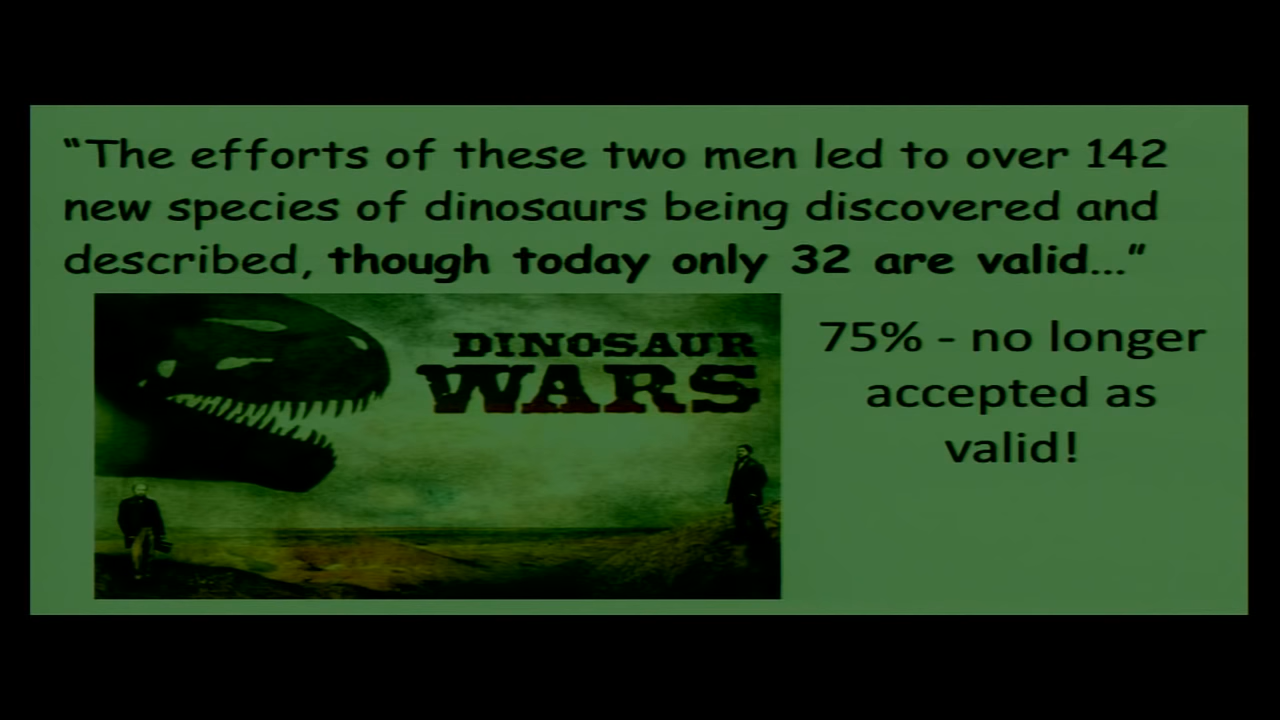 “The efforts of these two men led to over 142
new species of dinosaurs being discovered and
described, though today only 32 are valid...”
DINOSAUR
WARS
75% - no longer
accepted as
valid!